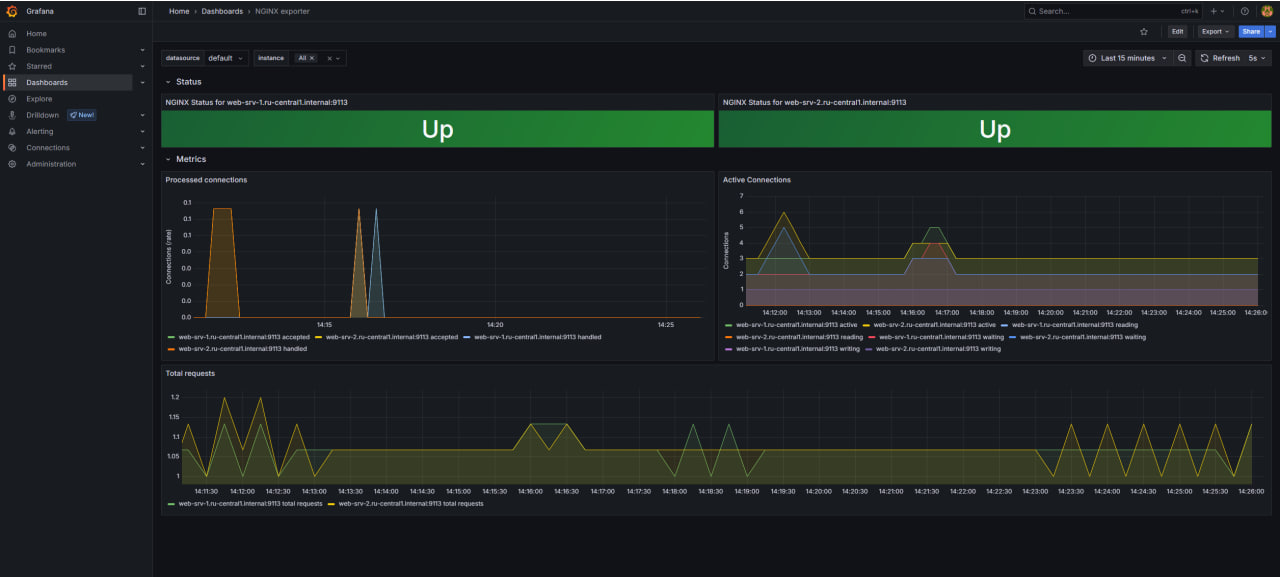 Grafana
Home › Dashboards › NGINX exporter
Search...
ctrl+k
Home
Bookmarks
Starred
Dashboards
Explore
Drilldown New!
Alerting
Connections
Administration
Edit
Export
Share
datasource default
instance All × ×
Last 15 minutes
Refresh 5s
Status
NGINX Status for web-srv-1.ru-central1.internal:9113
Up
NGINX Status for web-srv-2.ru-central1.internal:9113
Up
Metrics
Processed connections
Connections (rate)
0.1
0.1
0.1
0.0
0.0
0.0
0.0
0.0
14:15 14:20 14:25
web-srv-1.ru-central1.internal:9113 accepted web-srv-2.ru-central1.internal:9113 accepted web-srv-1.ru-central1.internal:9113 handled
web-srv-2.ru-central1.internal:9113 handled
Active Connections
Connections
7
6
5
4
3
2
1
0
14:12:00 14:13:00 14:14:00 14:15:00 14:16:00 14:17:00 14:18:00 14:19:00 14:20:00 14:21:00 14:22:00 14:23:00 14:24:00 14:25:00 14:26:0
web-srv-1.ru-central1.internal:9113 active web-srv-2.ru-central1.internal:9113 active web-srv-1.ru-central1.internal:9113 reading
web-srv-2.ru-central1.internal:9113 reading web-srv-1.ru-central1.internal:9113 waiting web-srv-2.ru-central1.internal:9113 waiting
web-srv-1.ru-central1.internal:9113 writing web-srv-2.ru-central1.internal:9113 writing
Total requests
1.2
1.15
1.1
1.05
1
14:11:30 14:12:00 14:12:30 14:13:00 14:13:30 14:14:00 14:14:30 14:15:00 14:15:30 14:16:00 14:16:30 14:17:00 14:17:30 14:18:00 14:18:30 14:19:00 14:19:30 14:20:00 14:20:30 14:21:00 14:21:30 14:22:00 14:22:30 14:23:00 14:23:30 14:24:00 14:24:30 14:25:00 14:25:30 14:26:00
web-srv-1.ru-central1.internal:9113 total requests web-srv-2.ru-central1.internal:9113 total requests